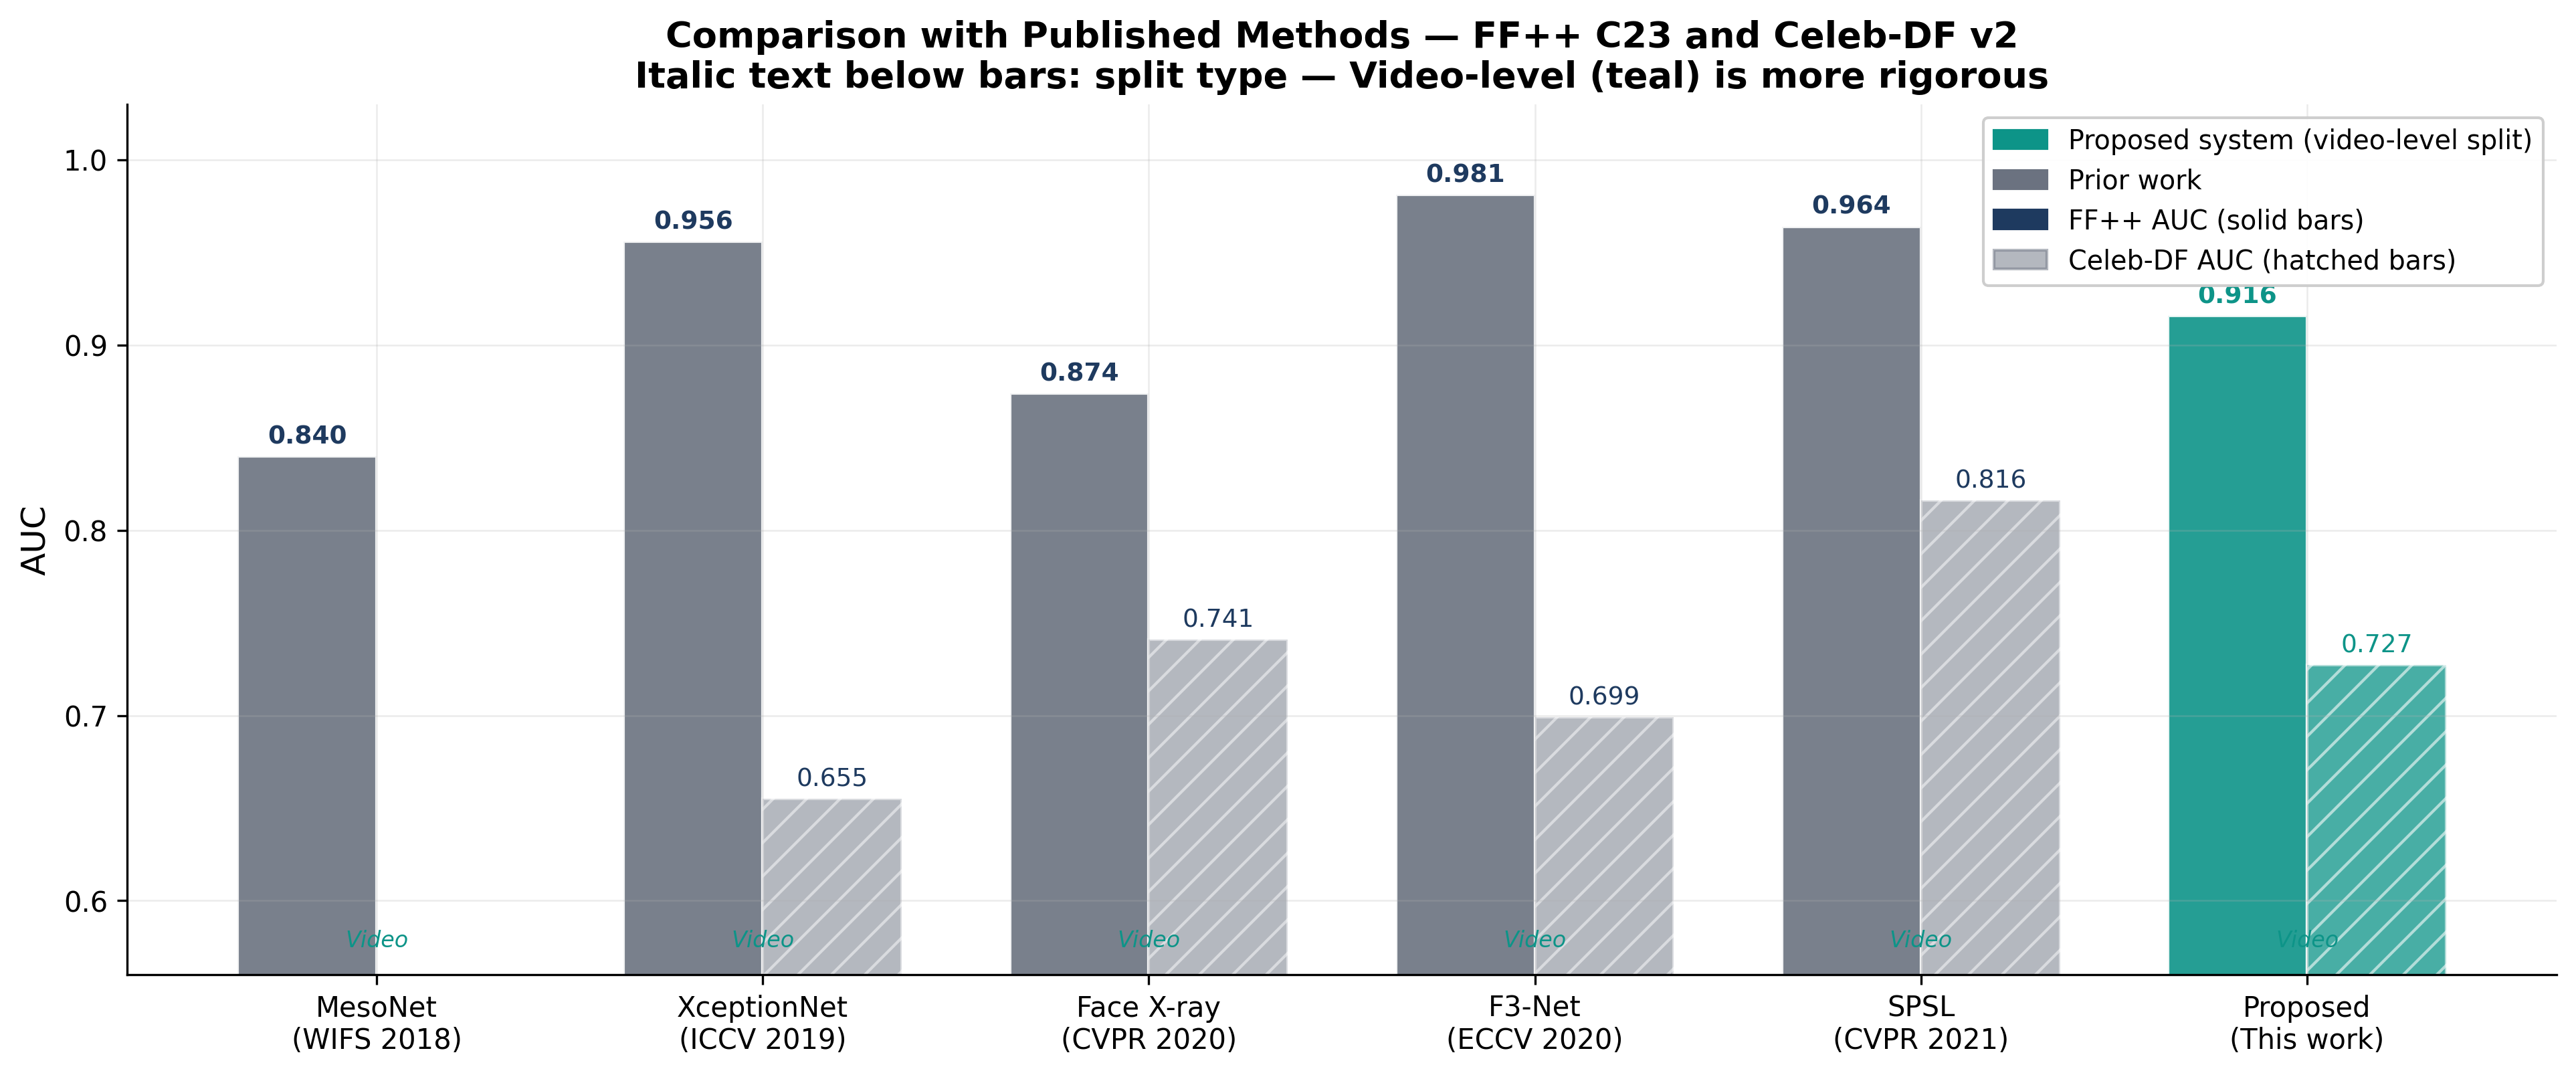 Comparison with Published Methods — FF++ C23 and Celeb-DF v2
Italic text below bars: split type — Video-level (teal) is more rigorous
Proposed system (video-level split)
Prior work
FF++ AUC (solid bars)
Celeb-DF AUC (hatched bars)
AUC
1.0
0.9
0.8
0.7
0.6
0.840
0.956
0.655
0.874
0.741
0.981
0.699
0.964
0.816
0.916
0.727
Video
Video
Video
Video
Video
Video
MesoNet
(WIFS 2018)
XceptionNet
(ICCV 2019)
Face X-ray
(CVPR 2020)
F3-Net
(ECCV 2020)
SPSL
(CVPR 2021)
Proposed
(This work)